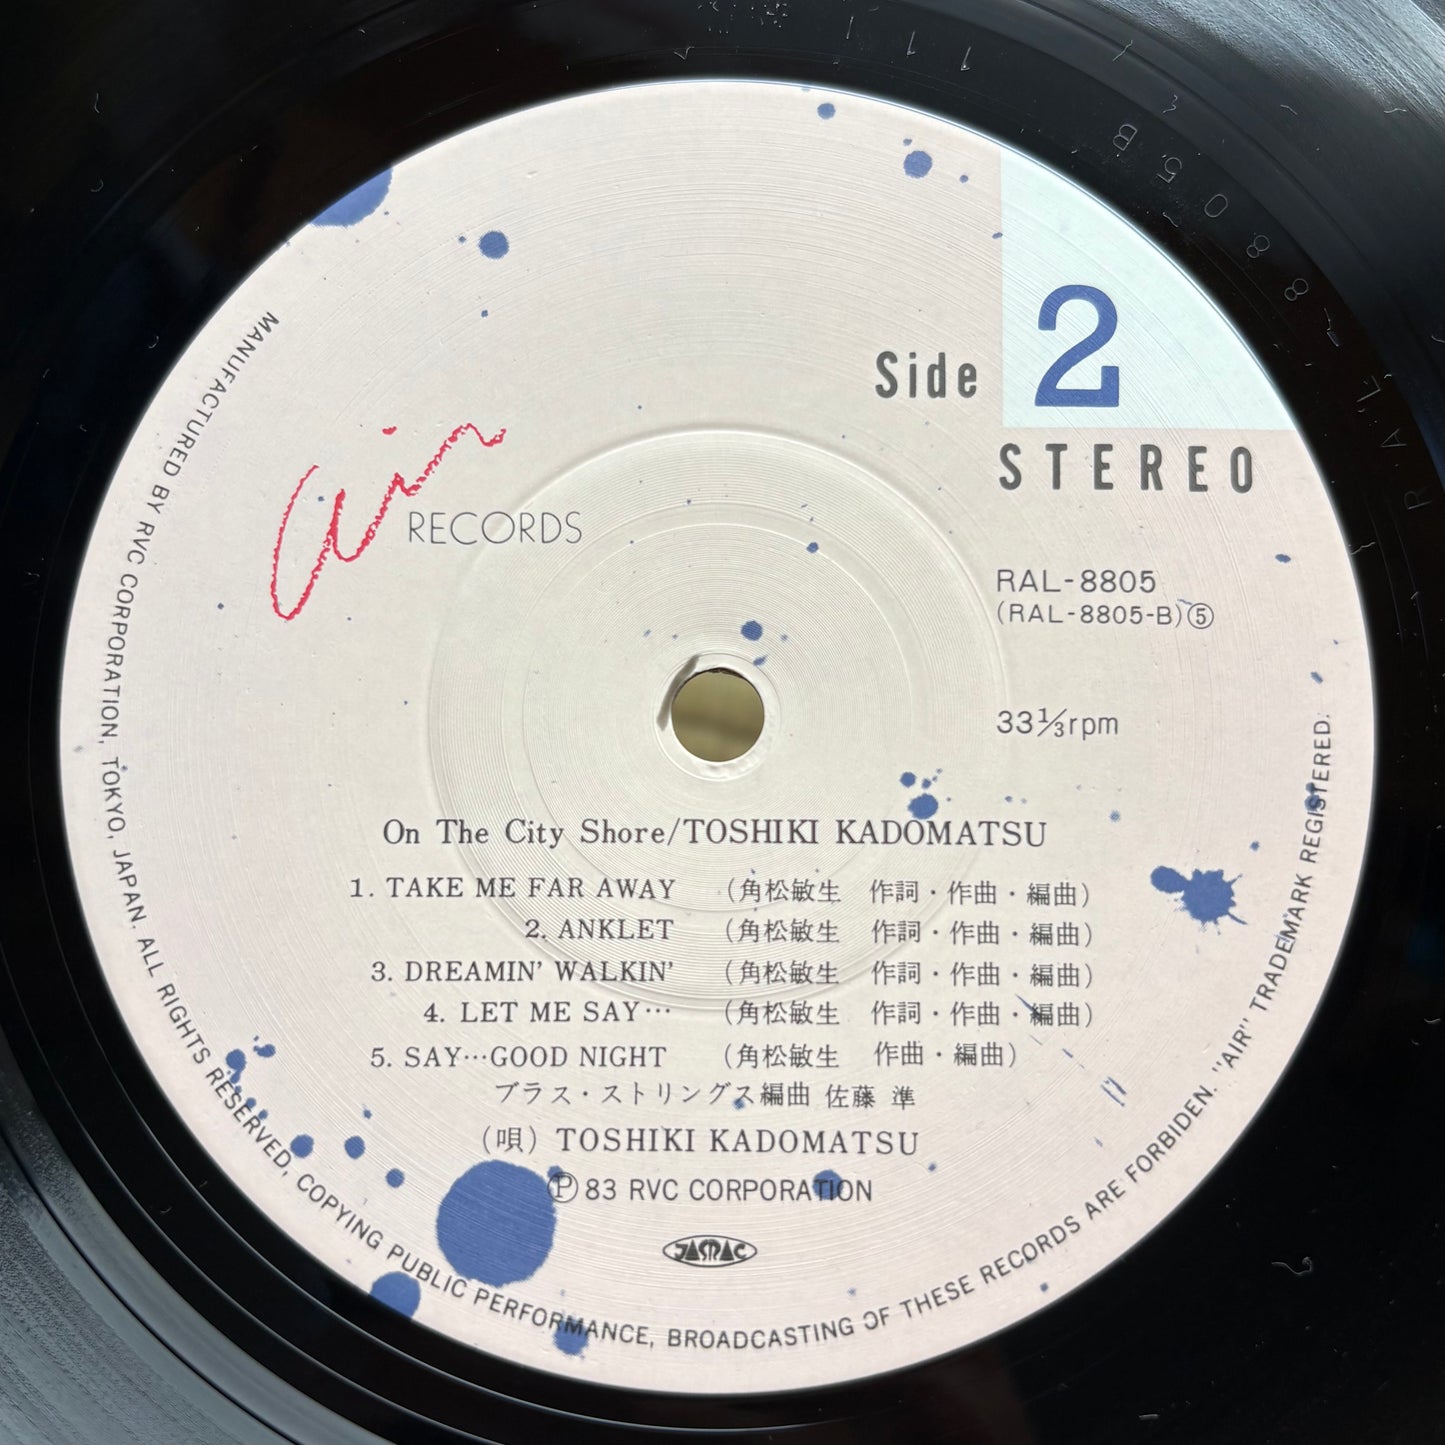 Side 2
STEREO
Air
RECORDS
RAL-8805
(RAL-8805-B)⑤
33⅓rpm
On The City Shore/TOSHIKI KADOMATSU
1. TAKE ME FAR AWAY (角松敏生 作詞・作曲・編曲)
2. ANKLET (角松敏生 作詞・作曲・編曲)
3. DREAMIN' WALKIN' (角松敏生 作詞・作曲・編曲)
4. LET ME SAY… (角松敏生 作詞・作曲・編曲)
5. SAY…GOOD NIGHT (角松敏生 作曲・編曲)
ブラス・ストリングス編曲 佐藤 準
(唄) TOSHIKI KADOMATSU
Ⓟ 83 RVC CORPORATION
JASRAC
MANUFACTURED BY RVC CORPORATION, TOKYO, JAPAN. ALL RIGHTS RESERVED, COPYING PUBLIC PERFORMANCE, BROADCASTING OF THESE RECORDS ARE FORBIDEN. "AIR" TRADEMARK REGISTERED.